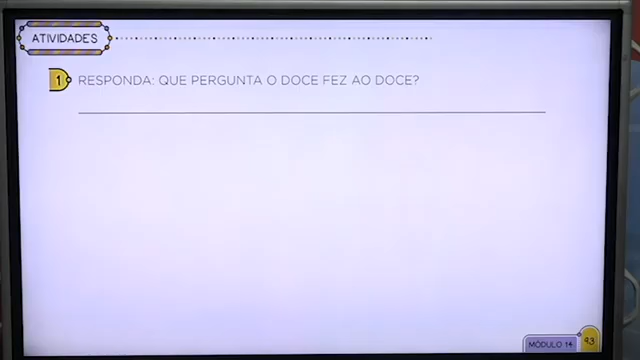 ATIVIDADES
1 RESPONDA: QUE PERGUNTA O DOCE FEZ AO DOCE?
MÓDULO 14
93